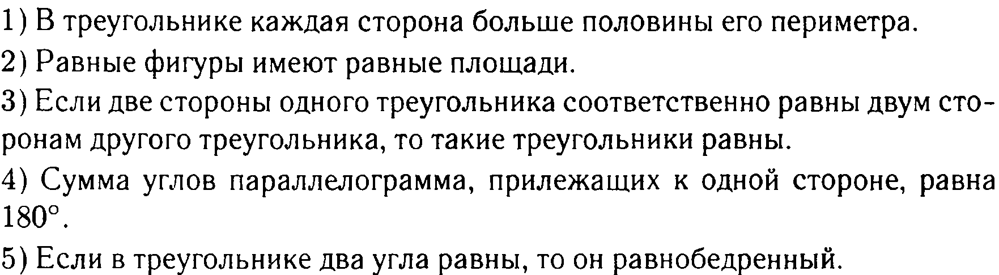 1) В треугольнике каждая сторона больше половины его периметра.
2) Равные фигуры имеют равные площади.
3) Если две стороны одного треугольника соответственно равны двум сто-
ронам другого треугольника, то такие треугольники равны.
4) Сумма углов параллелограмма, прилежащих к одной стороне, равна
180°.
5) Если в треугольнике два угла равны, то он равнобедренный.